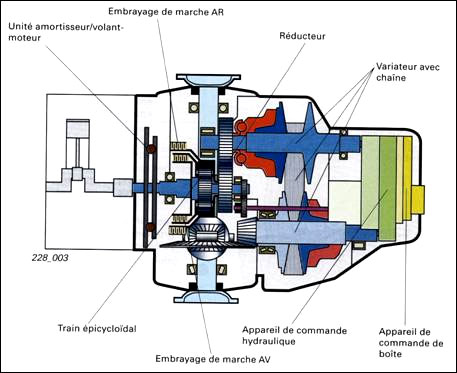 Embrayage de marche AR
Unité amortisseur/volant-
moteur
Réducteur
Variateur avec
chaîne
228_003
Train épicycloïdal
Appareil de commande
hydraulique
Appareil de
commande de
boîte
Embrayage de marche AV